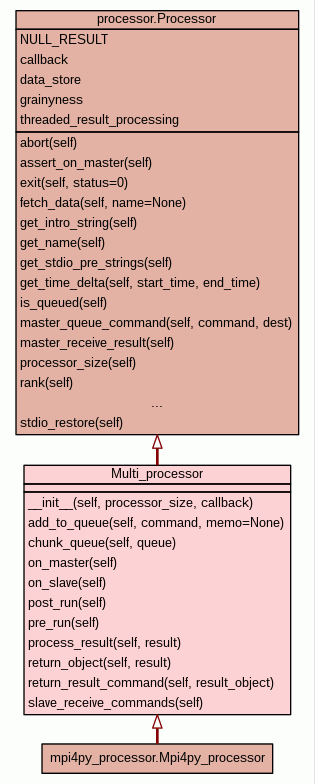 processor.Processor
NULL_RESULT
callback
data_store
grainyness
threaded_result_processing
abort(self)
assert_on_master(self)
exit(self, status=0)
fetch_data(self, name=None)
get_intro_string(self)
get_name(self)
get_stdio_pre_strings(self)
get_time_delta(self, start_time, end_time)
is_queued(self)
master_queue_command(self, command, dest)
master_receive_result(self)
processor_size(self)
rank(self)
...
stdio_restore(self)
Multi_processor
__init__(self, processor_size, callback)
add_to_queue(self, command, memo=None)
chunk_queue(self, queue)
on_master(self)
on_slave(self)
post_run(self)
pre_run(self)
process_result(self, result)
return_object(self, result)
return_result_command(self, result_object)
slave_receive_commands(self)
mpi4py_processor.Mpi4py_processor